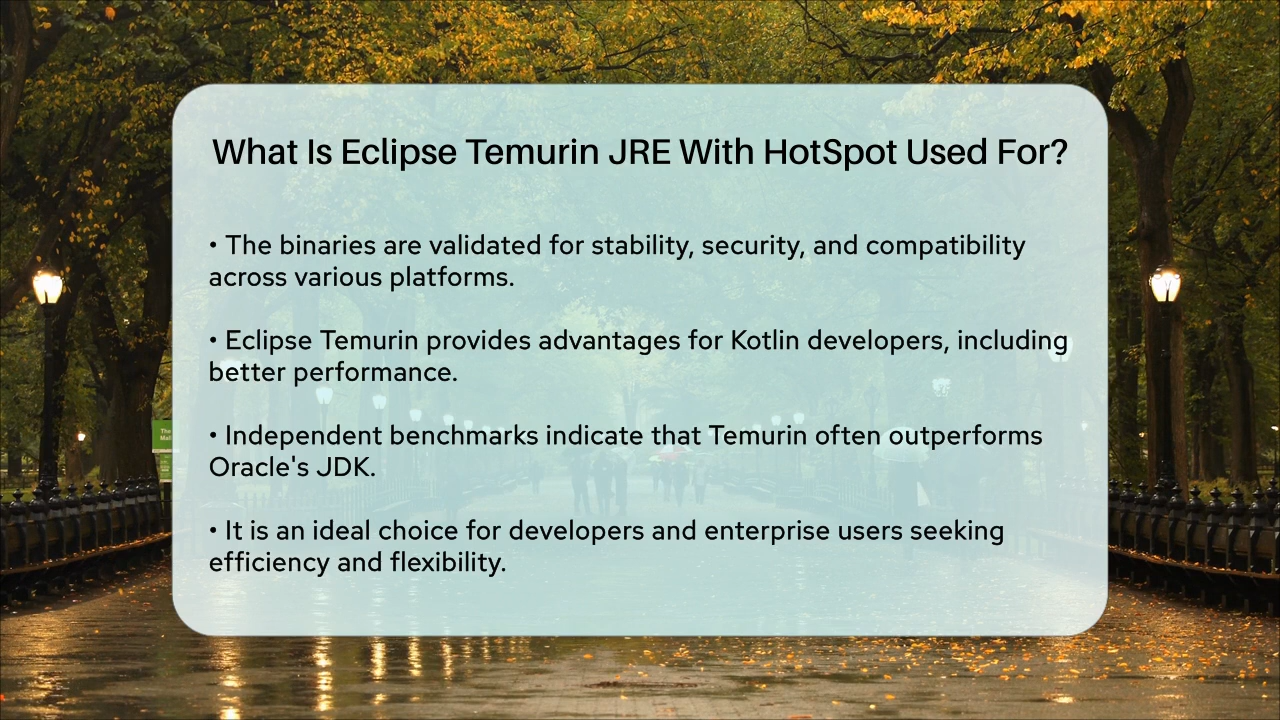 What Is Eclipse Temurin JRE With HotSpot Used For?
• The binaries are validated for stability, security, and compatibility
across various platforms.
• Eclipse Temurin provides advantages for Kotlin developers, including
better performance.
• Independent benchmarks indicate that Temurin often outperforms
Oracle's JDK.
• It is an ideal choice for developers and enterprise users seeking
efficiency and flexibility.
The
Mall